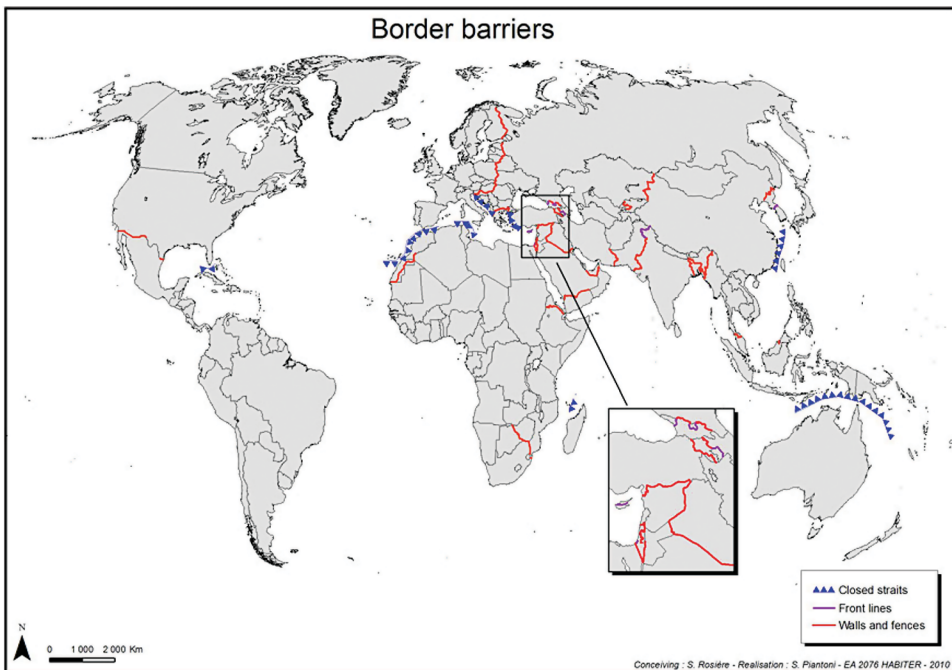 Border barriers
Closed straits
Front lines
Walls and fences
N
0 1 000 2 000 Km
Conceiving : S. Rosiére - Realisation : S. Piantoni - EA 2076 HABITER - 2010